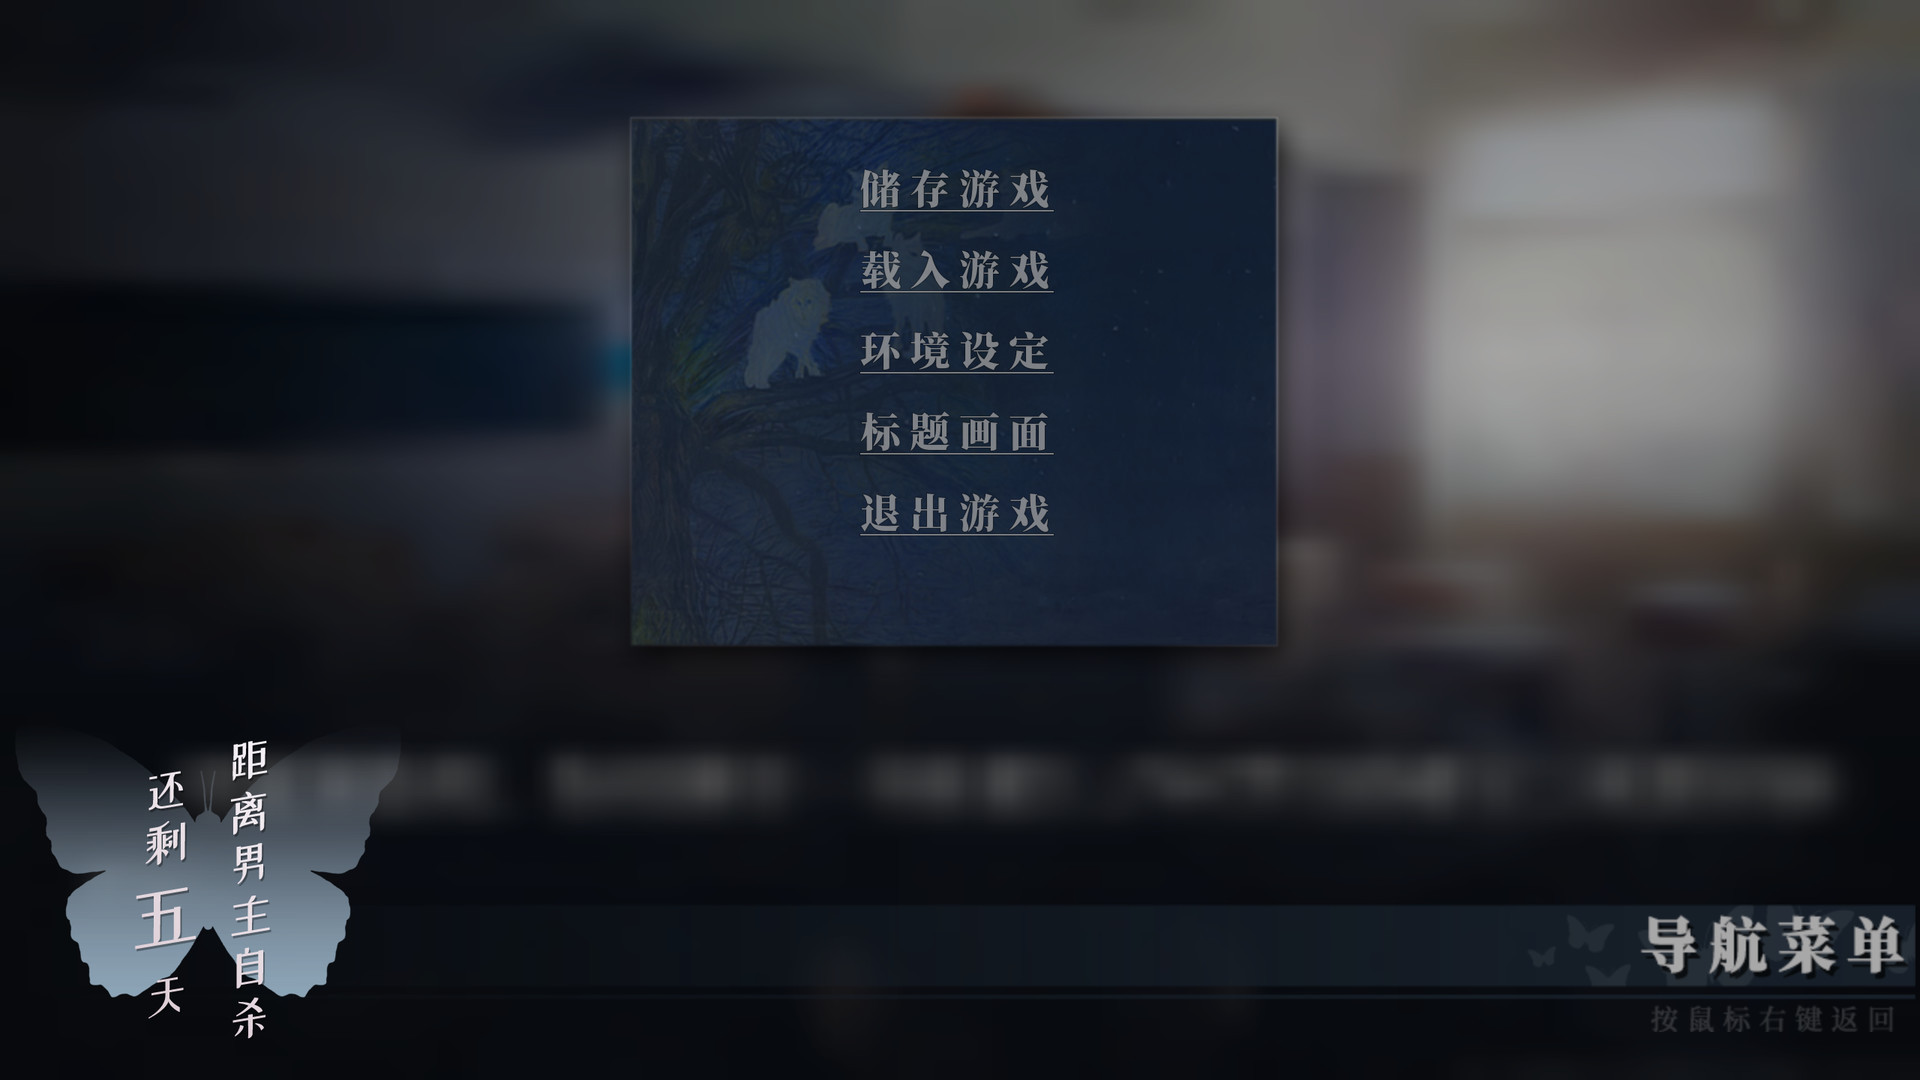 储存游戏
载入游戏
环境设定
标题画面
退出游戏
距离男主自杀
还剩五天
导航菜单
按鼠标右键返回